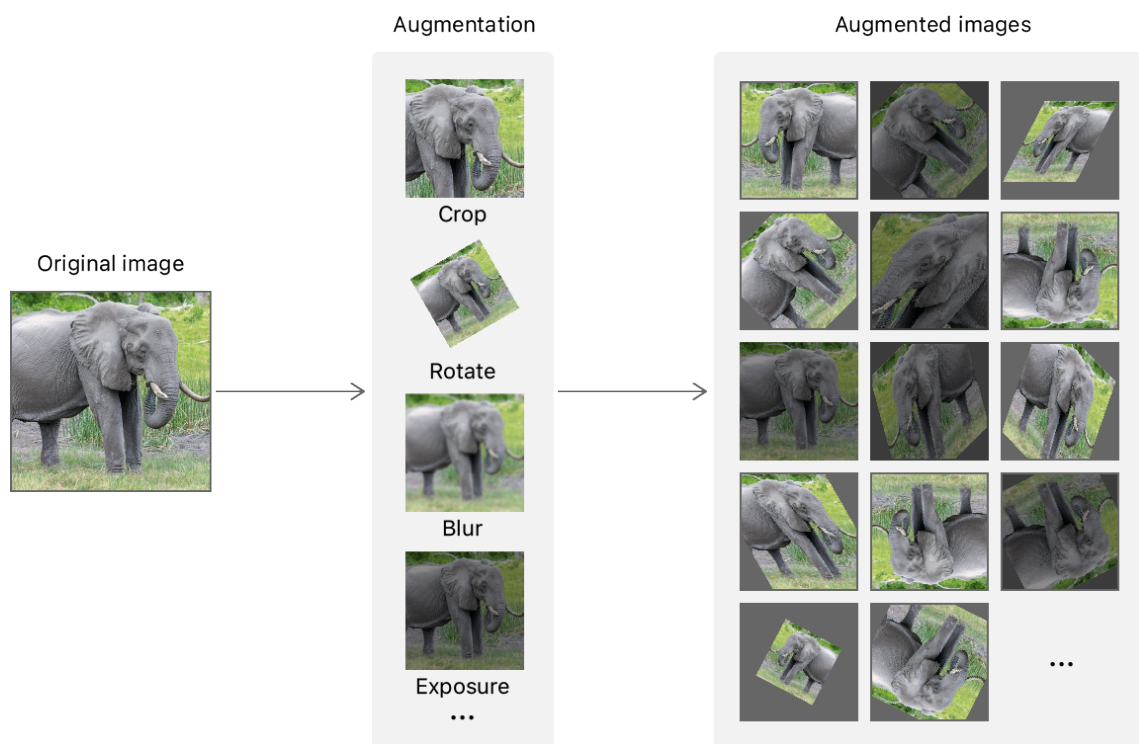 Original image
Augmentation
Crop
Rotate
Blur
Exposure
...
Augmented images
...